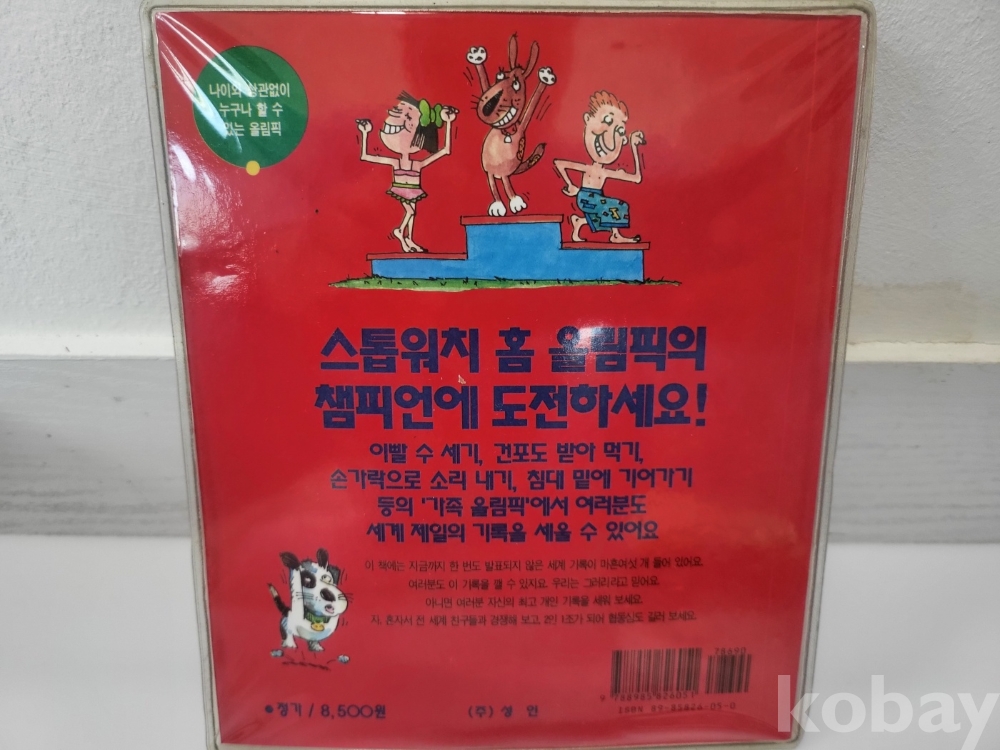 나이와 상관없이
누구나 할 수
있는 올림픽
스톱워치 홈 올림픽의
챔피언에 도전하세요!
이빨 수 세기, 건포도 받아 먹기,
손가락으로 소리 내기, 침대 밑에 기어가기
등의 '가족 올림픽'에서 여러분도
세계 제일의 기록을 세울 수 있어요
이 책에는 지금까지 한 번도 발표되지 않은 세계 기록이 마흔여섯 개 들어 있어요.
여러분도 이 기록을 깰 수 있지요. 우리는 그러리라고 믿어요.
아니면 여러분 자신의 최고 개인 기록을 세워 보세요.
자, 혼자서 전 세계 친구들과 경쟁해 보고, 2인 1조가 되어 협동심도 길러 보세요.
78690
9 788985 826051
ISBN 89-85826-05-0
●정가 / 8,500원
(주) 성 인
kobay